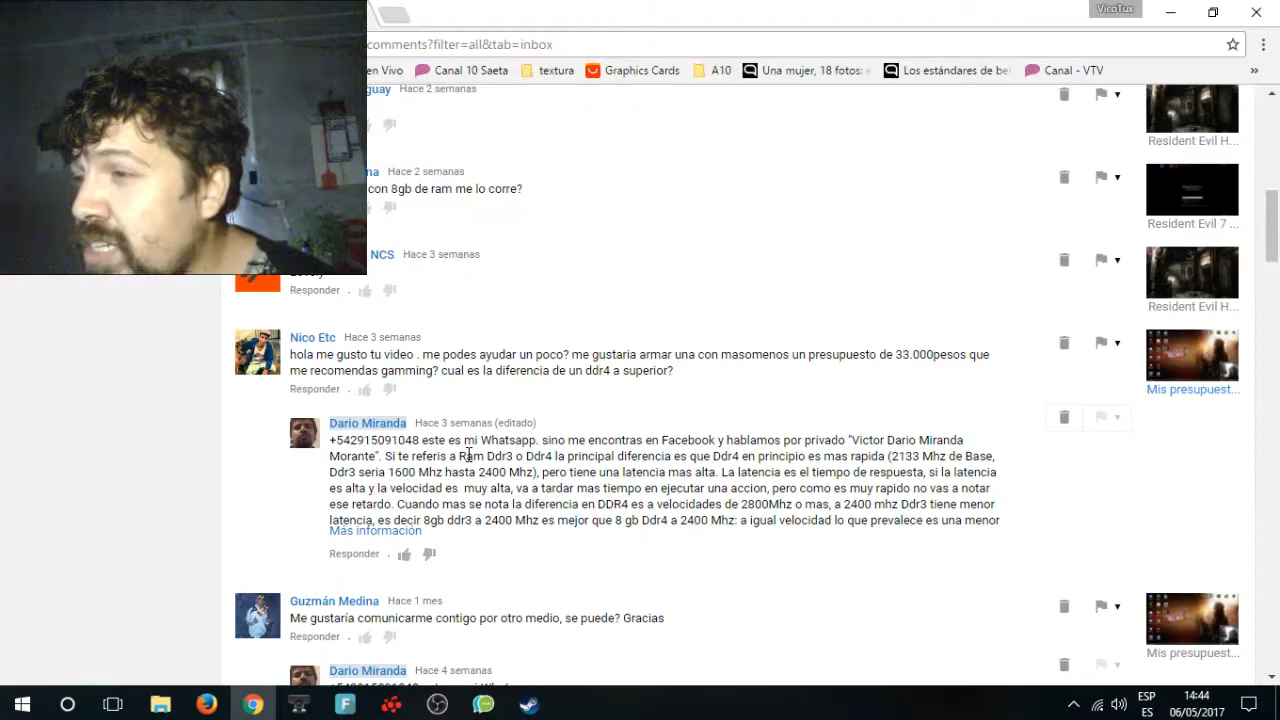 VicoTux
comments?filter=all&tab=inbox
en Vivo
Canal 10 Saeta
textura
Graphics Cards
A10
Una mujer, 18 fotos: e
Los estándares de bel
Canal - VTV
»
guay Hace 2 semanas
Resident Evil H...
na Hace 2 semanas
con 8gb de ram me lo corre?
Resident Evil 7 ...
NCS Hace 3 semanas
Responder .
Resident Evil H...
Nico Etc Hace 3 semanas
hola me gusto tu video . me podes ayudar un poco? me gustaria armar una con masomenos un presupuesto de 33.000pesos que
me recomendas gamming? cual es la diferencia de un ddr4 a superior?
Responder .
Mis presupuest...
Dario Miranda Hace 3 semanas (editado)
+542915091048 este es mi Whatsapp. sino me encontras en Facebook y hablamos por privado "Victor Dario Miranda
Morante". Si te referis a Ram Ddr3 o Ddr4 la principal diferencia es que Ddr4 en principio es mas rapida (2133 Mhz de Base,
Ddr3 seria 1600 Mhz hasta 2400 Mhz), pero tiene una latencia mas alta. La latencia es el tiempo de respuesta, si la latencia
es alta y la velocidad es muy alta, va a tardar mas tiempo en ejecutar una accion, pero como es muy rapido no vas a notar
ese retardo. Cuando mas se nota la diferencia en DDR4 es a velocidades de 2800Mhz o mas, a 2400 mhz Ddr3 tiene menor
latencia, es decir 8gb ddr3 a 2400 Mhz es mejor que 8 gb Ddr4 a 2400 Mhz: a igual velocidad lo que prevalece es una menor
Más información
Responder .
Guzmán Medina Hace 1 mes
Me gustaría comunicarme contigo por otro medio, se puede? Gracias
Responder .
Mis presupuest...
Dario Miranda Hace 4 semanas
ESP
ES
14:44
06/05/2017